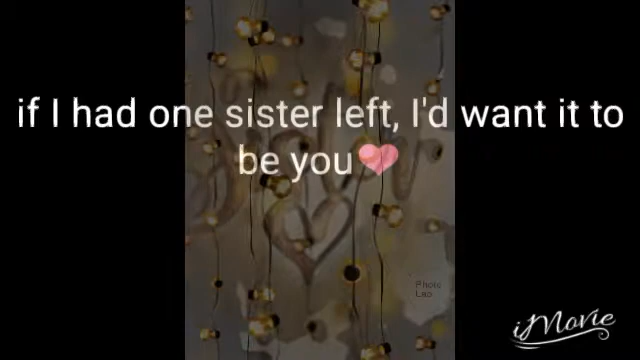 if I had one sister left, I'd want it to
be you
Photo
Lab
iMovie